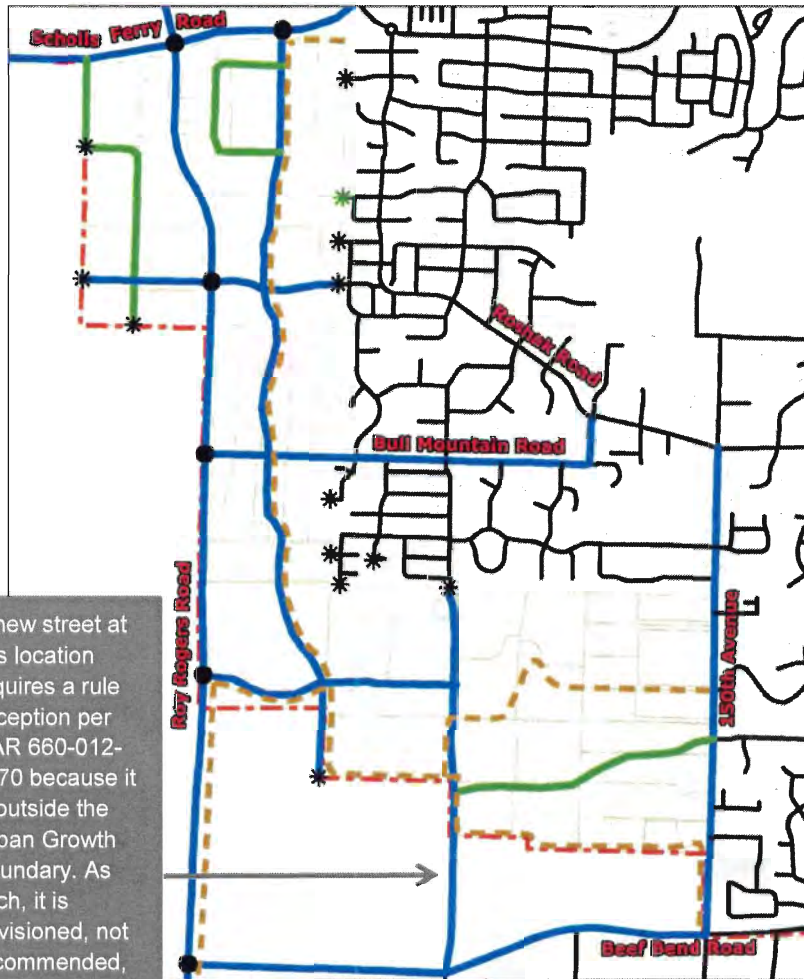 Scholls Ferry Road
Roshak Road
Bull Mountain Road
Roy Rogers Road
150th Avenue
new street at
s location
quires a rule
ception per
AR 660-012-
70 because it
outside the
ban Growth
undary. As
ch, it is
visioned, not
commended,
Beef Bend Road